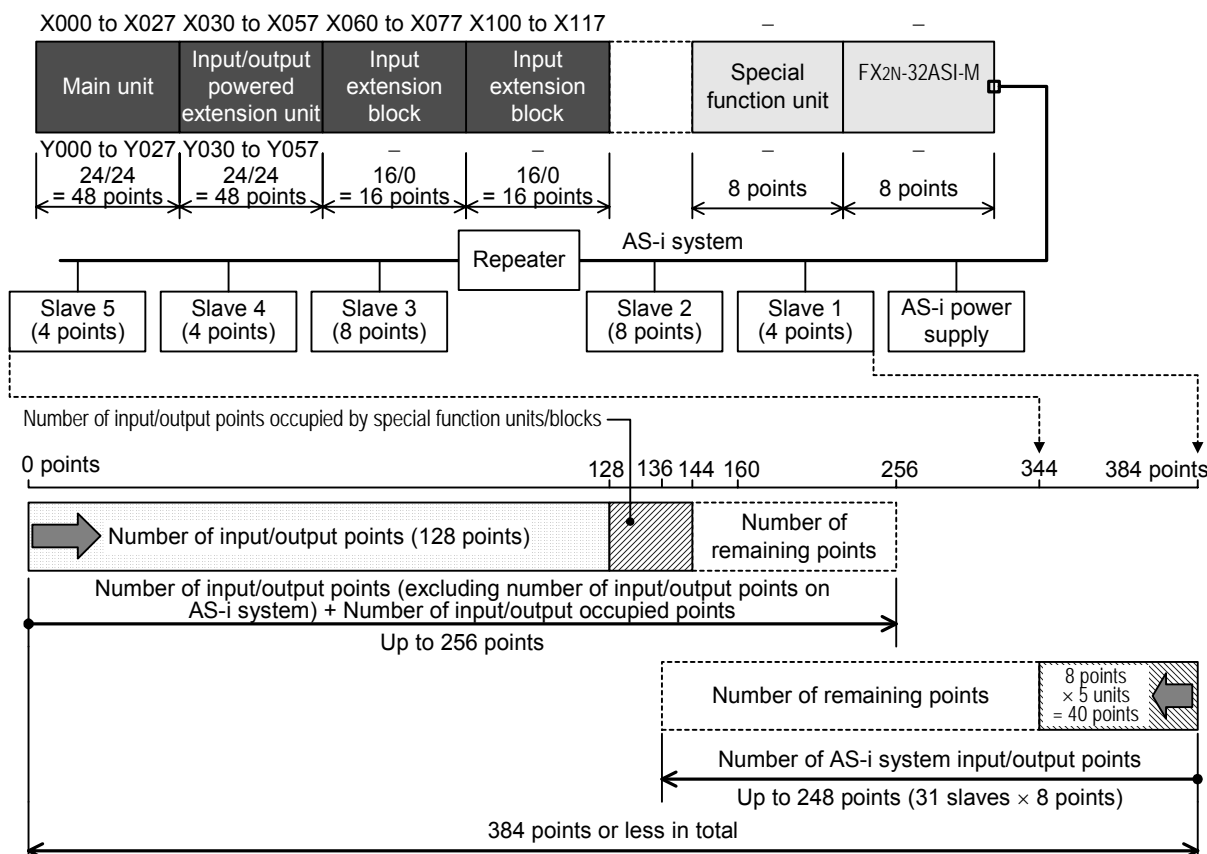 X000 to X027 X030 to X057 X060 to X077 X100 to X117 – –
Main unit
Input/output
powered
extension unit
Input
extension
block
Input
extension
block
Special
function unit
FX2N-32ASI-M
Y000 to Y027 Y030 to Y057 – – – –
24/24
= 48 points
24/24
= 48 points
16/0
= 16 points
16/0
= 16 points
8 points
8 points
AS-i system
Repeater
Slave 5
(4 points)
Slave 4
(4 points)
Slave 3
(8 points)
Slave 2
(8 points)
Slave 1
(4 points)
AS-i power
supply
Number of input/output points occupied by special function units/blocks
0 points 128 136 144 160 256 344 384 points
Number of input/output points (128 points)
Number of
remaining points
Number of input/output points (excluding number of input/output points on
AS-i system) + Number of input/output occupied points
Up to 256 points
Number of remaining points
8 points
× 5 units
= 40 points
Number of AS-i system input/output points
Up to 248 points (31 slaves × 8 points)
384 points or less in total